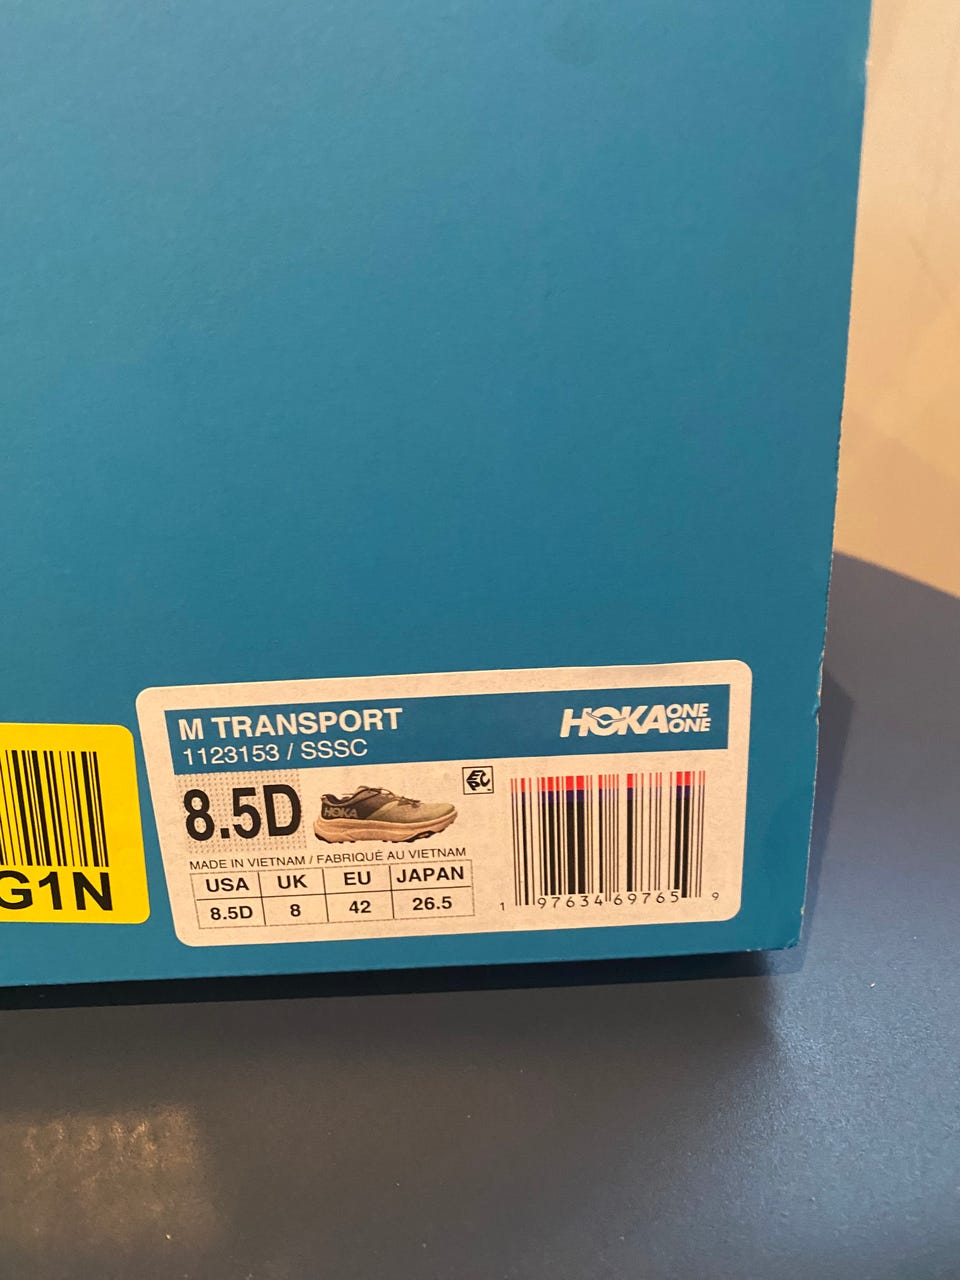 M TRANSPORT
1123153 / SSSC
HOKA ONE ONE
8.5D
HOKA
MADE IN VIETNAM / FABRIQUÉ AU VIETNAM
USA UK EU JAPAN
8.5D 8 42 26.5
1 97634 69765 9
G1N